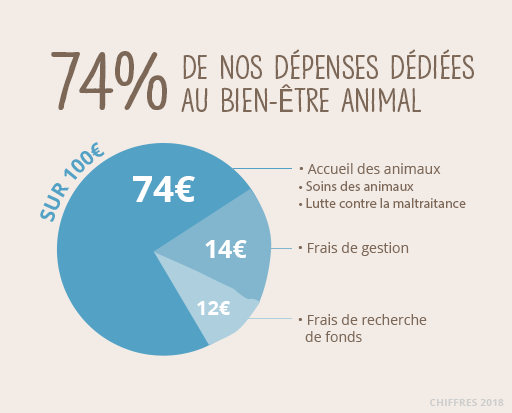 74% DE NOS DÉPENSES DÉDIÉES
AU BIEN-ÊTRE ANIMAL
SUR 100€
74€
• Accueil des animaux
• Soins des animaux
• Lutte contre la maltraitance
14€
• Frais de gestion
12€
• Frais de recherche
de fonds
CHIFFRES 2018